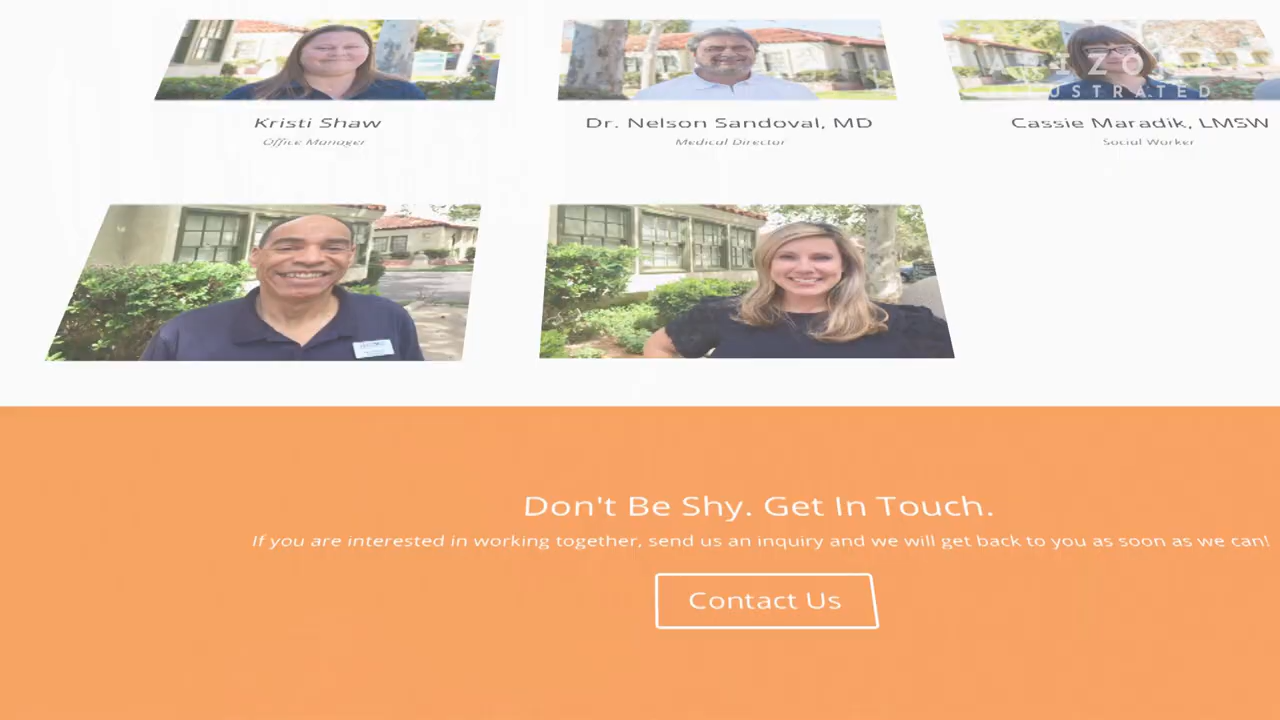 ARIZONA
ILLUSTRATED
Kristi Shaw
Dr. Nelson Sandoval, MD
Cassie Maradik, LMSW
Office Manager
Medical Director
Social Worker
Don't Be Shy. Get In Touch.
If you are interested in working together, send us an inquiry and we will get back to you as soon as we can!
Contact Us